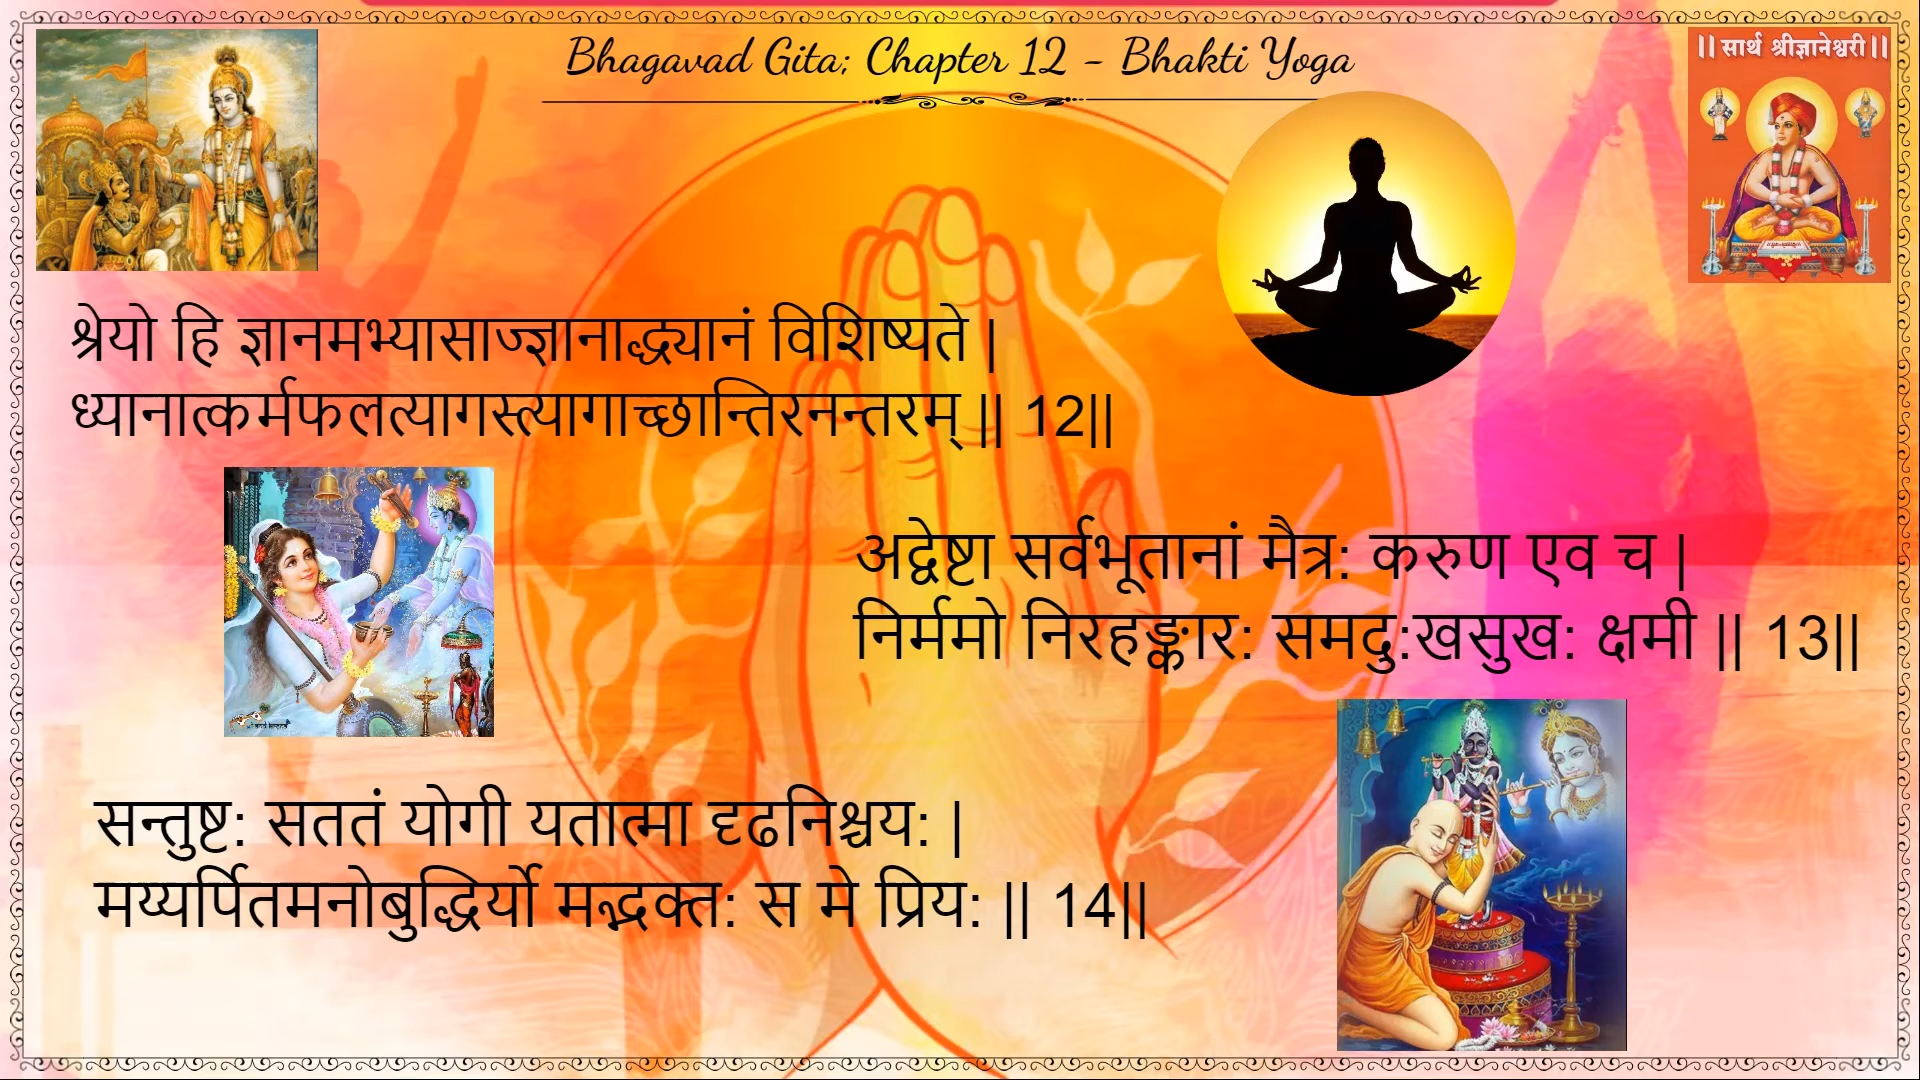 Bhagavad Gita; Chapter 12 - Bhakti Yoga
|| सार्थ श्रीज्ञानेश्वरी ||
श्रेयो हि ज्ञानमभ्यासाज्ज्ञानाद्ध्यानं विशिष्यते |
ध्यानात्कर्मफलत्यागस्त्यागाच्छान्तिरनन्तरम् || 12||
अद्वेष्टा सर्वभूतानां मैत्र: करुण एव च |
निर्ममो निरहङ्कार: समदु:खसुख: क्षमी || 13||
सन्तुष्ट: सततं योगी यतात्मा दृढनिश्चय: |
मय्यर्पितमनोबुद्धिर्यो मद्भक्त: स मे प्रिय: || 14||